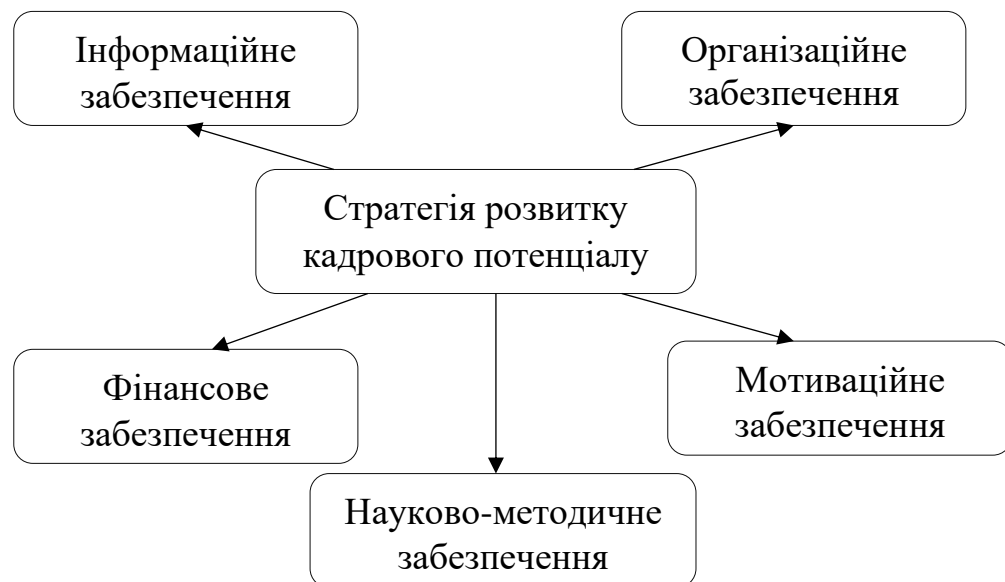 Інформаційне
забезпечення
Організаційне
забезпечення
Стратегія розвитку
кадрового потенціалу
Фінансове
забезпечення
Мотиваційне
забезпечення
Науково-методичне
забезпечення